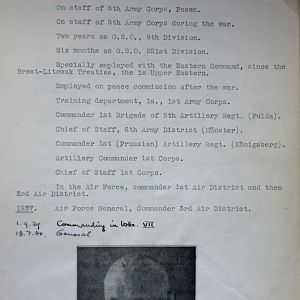 On staff of 5th Army Corps, Posen.
On staff of 5th Army Corps during the war.
Two years as G.S.O., 9th Division.
Six months as G.S.O. 221st Division.
Specially employed with the Eastern Command, since the
Brest-Litowsk Treaties, the Ia Upper Eastern.
Employed on peace commission after the war.
Training department, Ia., 1st Army Corps.
Commander 1st Brigade of 5th Artillery Regt. (Fulda).
Chief of Staff, 6th Army District (Münster).
Commander 1st (Prussian) Artillery Regt. (Königsberg).
Artillery Commander 1st Corps.
Chief of Staff 1st Corps.
In the Air Force, commander 1st Air District and then
3rd Air District.
1937. Air Force General, Commander 3rd Air District.
1.9.39 Commanding in Wkr. VII
19.7.40. General